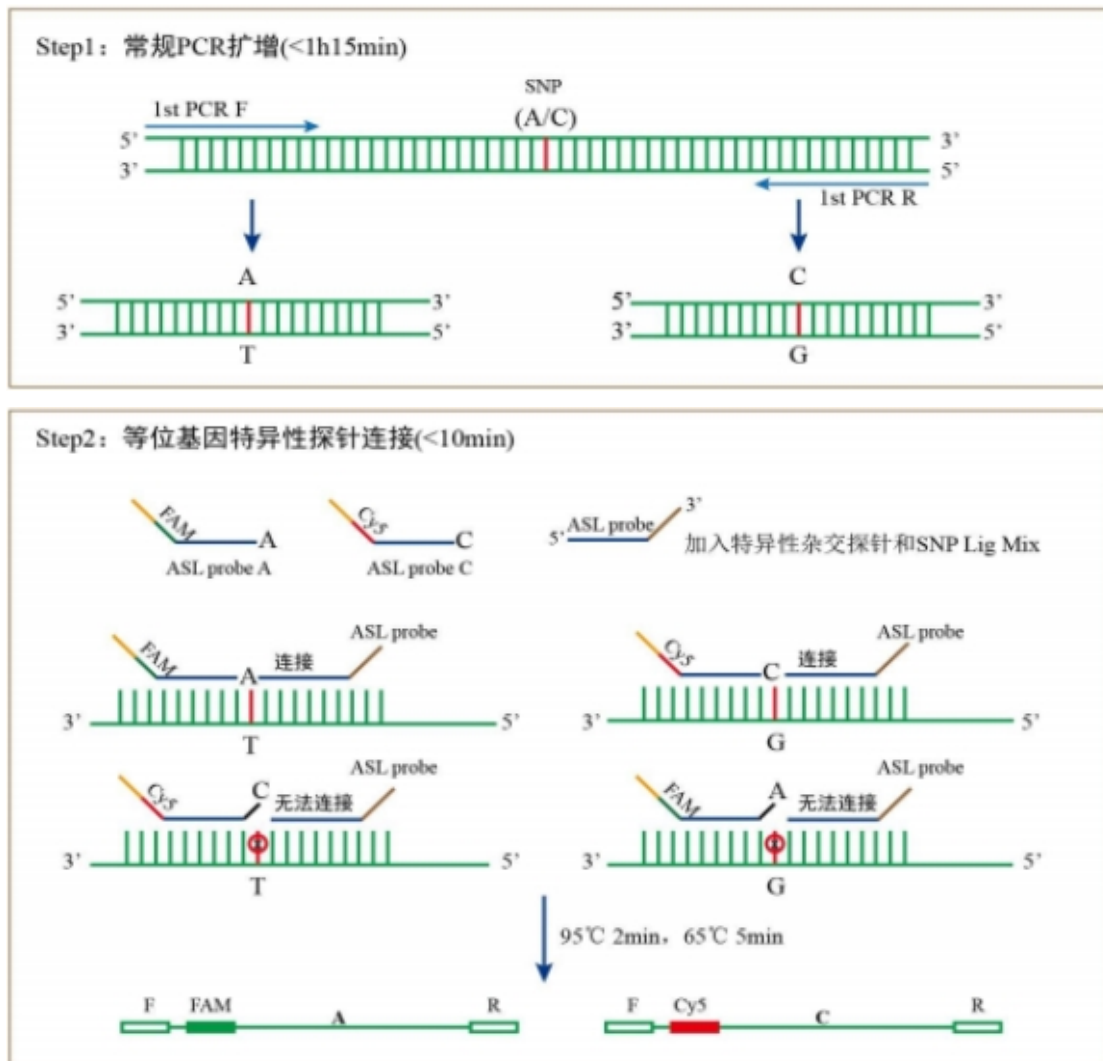 Step1：常规PCR扩增(<1h15min)
SNP
1st PCR F
(A/C)
5’ 3’
3’ 5’
1st PCR R
A C
5’ 3’ 5’ 3’
3’ 5’ 3’ 5’
T G
Step2：等位基因特异性探针连接(<10min)
FAM A Cy5 C 5’ ASL probe 3’
加入特异性杂交探针和SNP Lig Mix
ASL probe A ASL probe C
ASL probe ASL probe
FAM A 连接 Cy5 C 连接
3’ 5’ 3’ 5’
T G
ASL probe ASL probe
Cy5 C 无法连接 FAM A 无法连接
3’ 5’ 3’ 5’
T G
95℃ 2min，65℃ 5min
F FAM A R F Cy5 C R